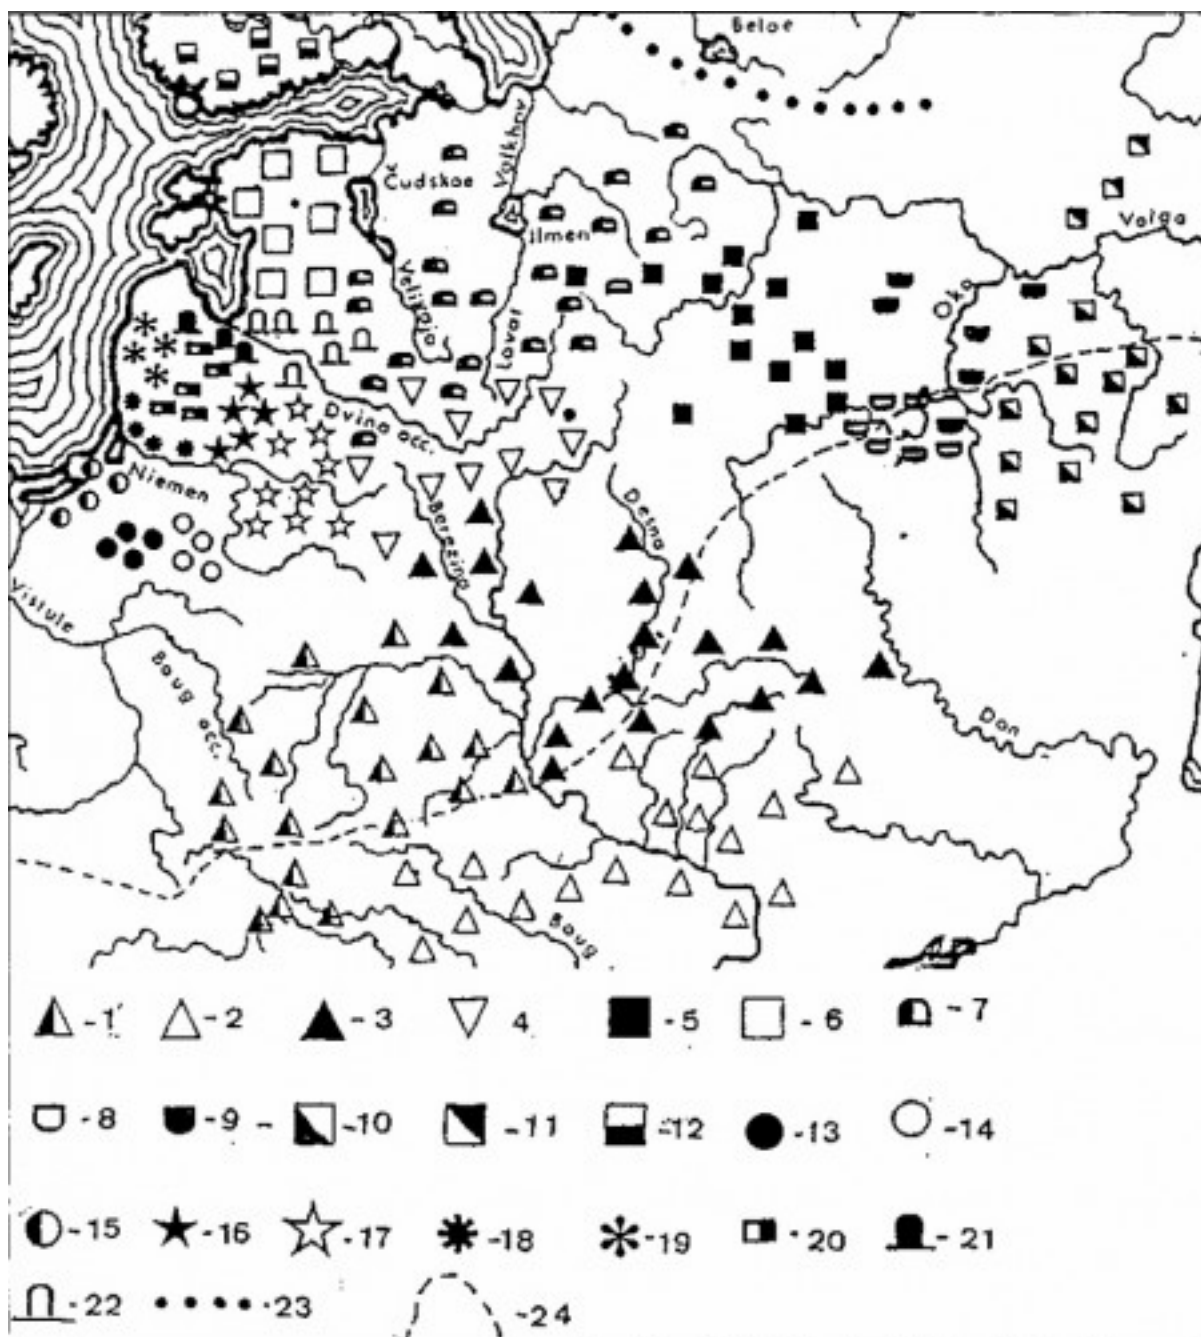 Beloe
Volkhov
Čudskoe
Volga
Ilmen
Oka
Velikaja
Lovat
Dvina occ.
Niemen
Desna
Berezina
Vistule
Boug occ.
Don
Boug
-1 -2 -3 4 -5 -6 -7
-8 -9 -10 -11 -12 -13 -14
-15 -16 -17 -18 -19 20 -21
-22 -23 -24